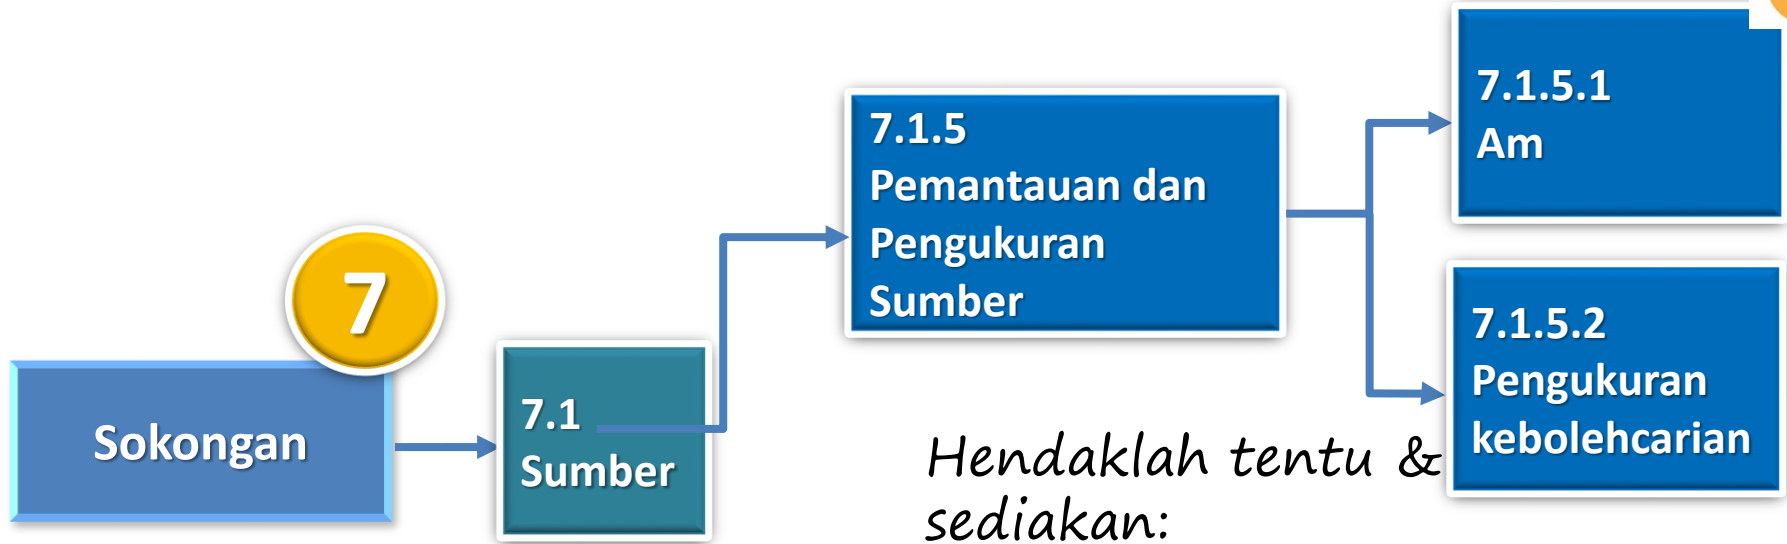 7
Sokongan
7.1
Sumber
7.1.5
Pemantauan dan
Pengukuran
Sumber
7.1.5.1
Am
7.1.5.2
Pengukuran
kebolehcarian
Hendaklah tentu &
sediakan: